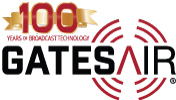 100
YEARS OF BROADCAST TECHNOLOGY
GATESAIR®